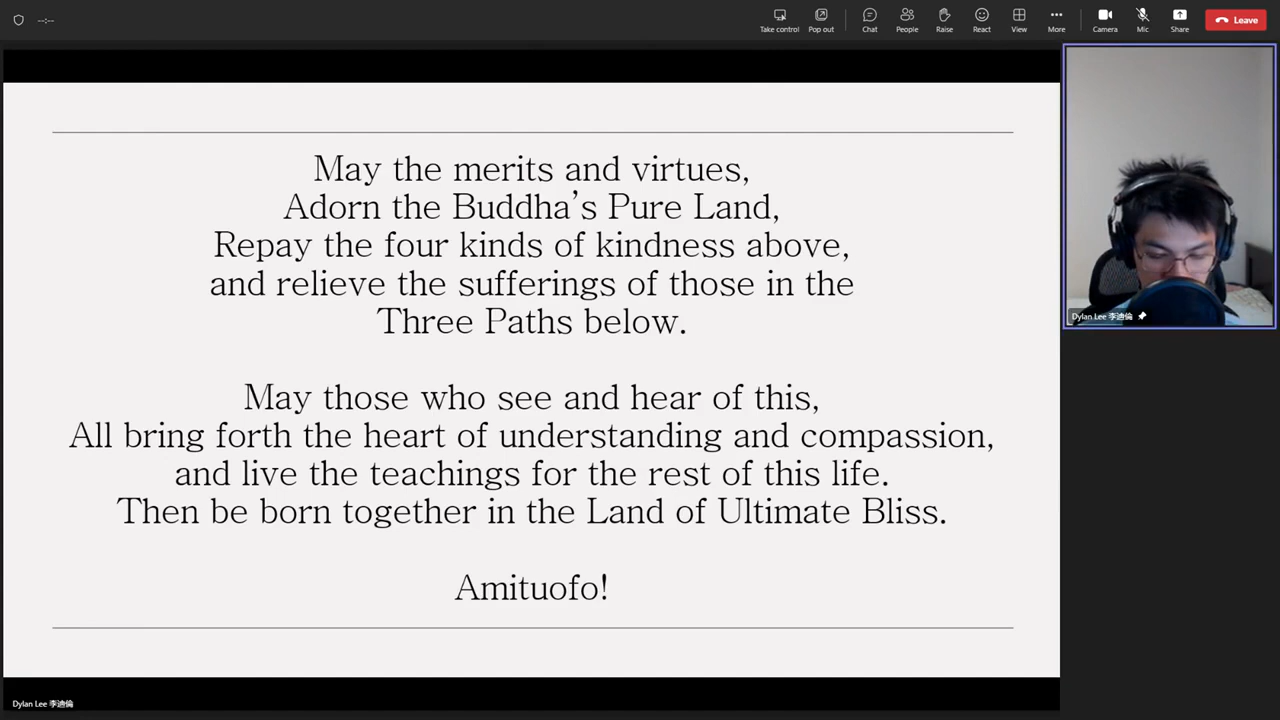 --:--
Take control
Pop out
Chat
People
Raise
React
View
More
Camera
Mic
Share
Leave
May the merits and virtues,
Adorn the Buddha's Pure Land,
Repay the four kinds of kindness above,
and relieve the sufferings of those in the
Three Paths below.
May those who see and hear of this,
All bring forth the heart of understanding and compassion,
and live the teachings for the rest of this life.
Then be born together in the Land of Ultimate Bliss.
Amituofo!
Dylan Lee 李迪倫
Dylan Lee 李迪倫